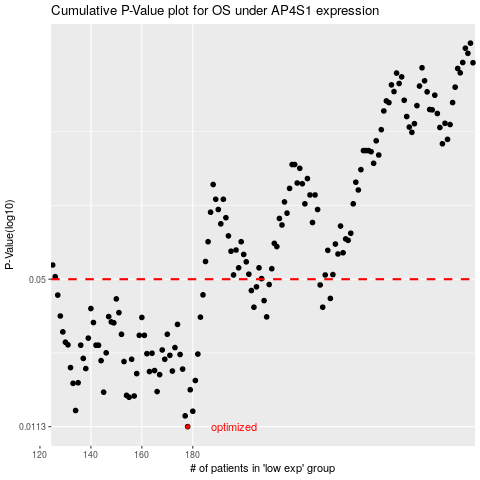 Cumulative P-Value plot for OS under AP4S1 expression
P-Value(log10)
0.05
0.0113
optimized
120 140 160 180
# of patients in 'low exp' group